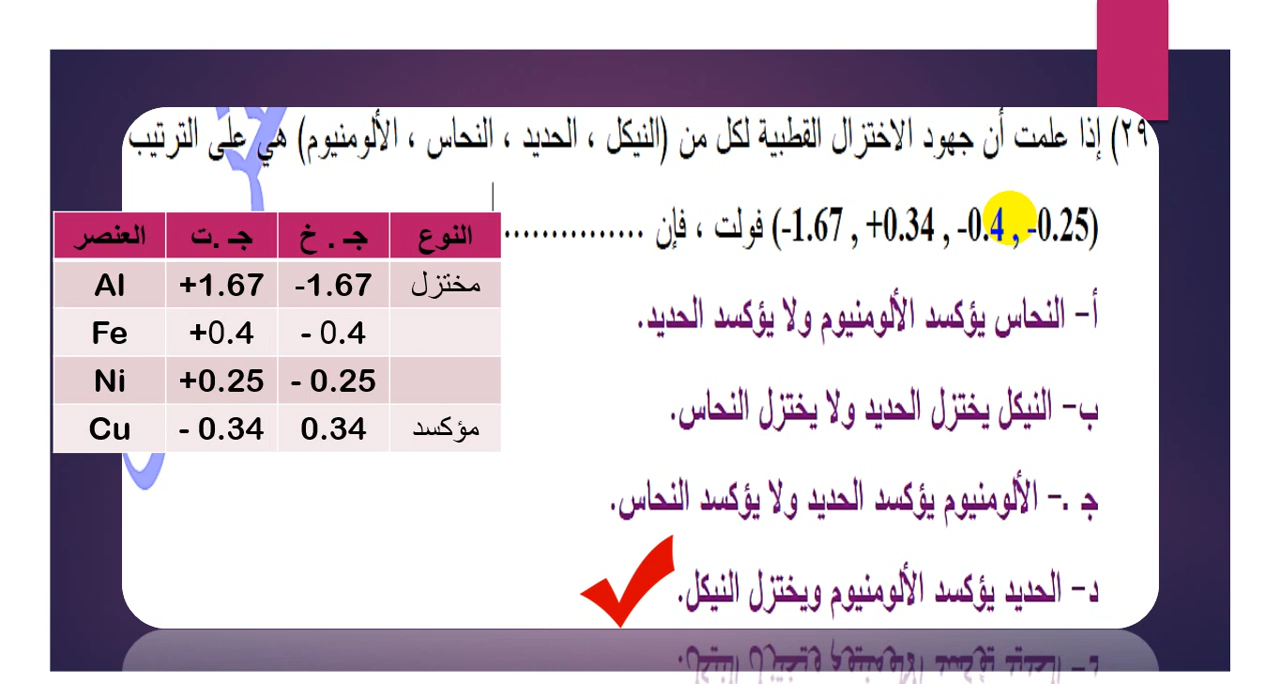 ٢٩) إذا علمت أن جهود الاختزال القطبية لكل من (النيكل ، الحديد ، النحاس ، الألومنيوم) هي على الترتيب
(-1.67 , +0.34 , -0.4 , -0.25) فولت ، فإن ...............
أ- النحاس يؤكسد الألومنيوم ولا يؤكسد الحديد.
ب- النيكل يختزل الحديد ولا يختزل النحاس.
جـ .- الألومنيوم يؤكسد الحديد ولا يؤكسد النحاس.
د- الحديد يؤكسد الألومنيوم ويختزل النيكل.
العنصر جـ .ت جـ . خ النوع
Al +1.67 -1.67 مختزل
Fe +0.4 - 0.4
Ni +0.25 - 0.25
Cu - 0.34 0.34 مؤكسد